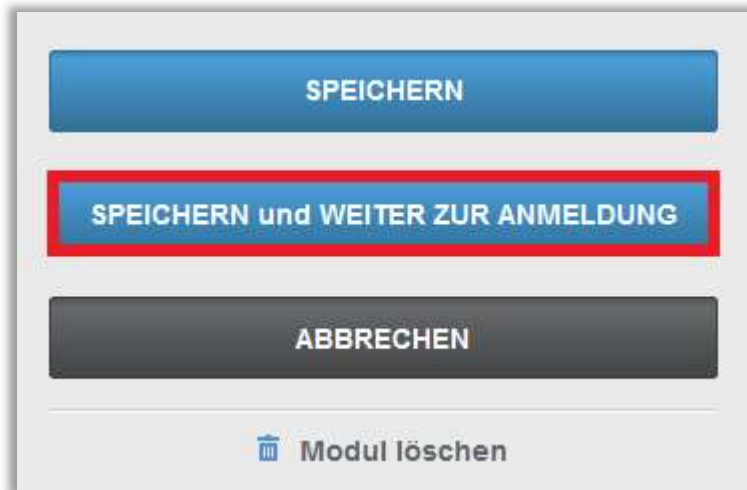 SPEICHERN
SPEICHERN und WEITER ZUR ANMELDUNG
ABBRECHEN
Modul löschen